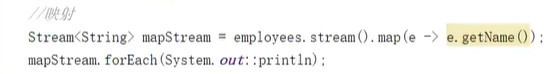 //映射
Stream<String> mapStream = employees.stream().map(e -> e.getName());
mapStream.forEach(System.out::println);